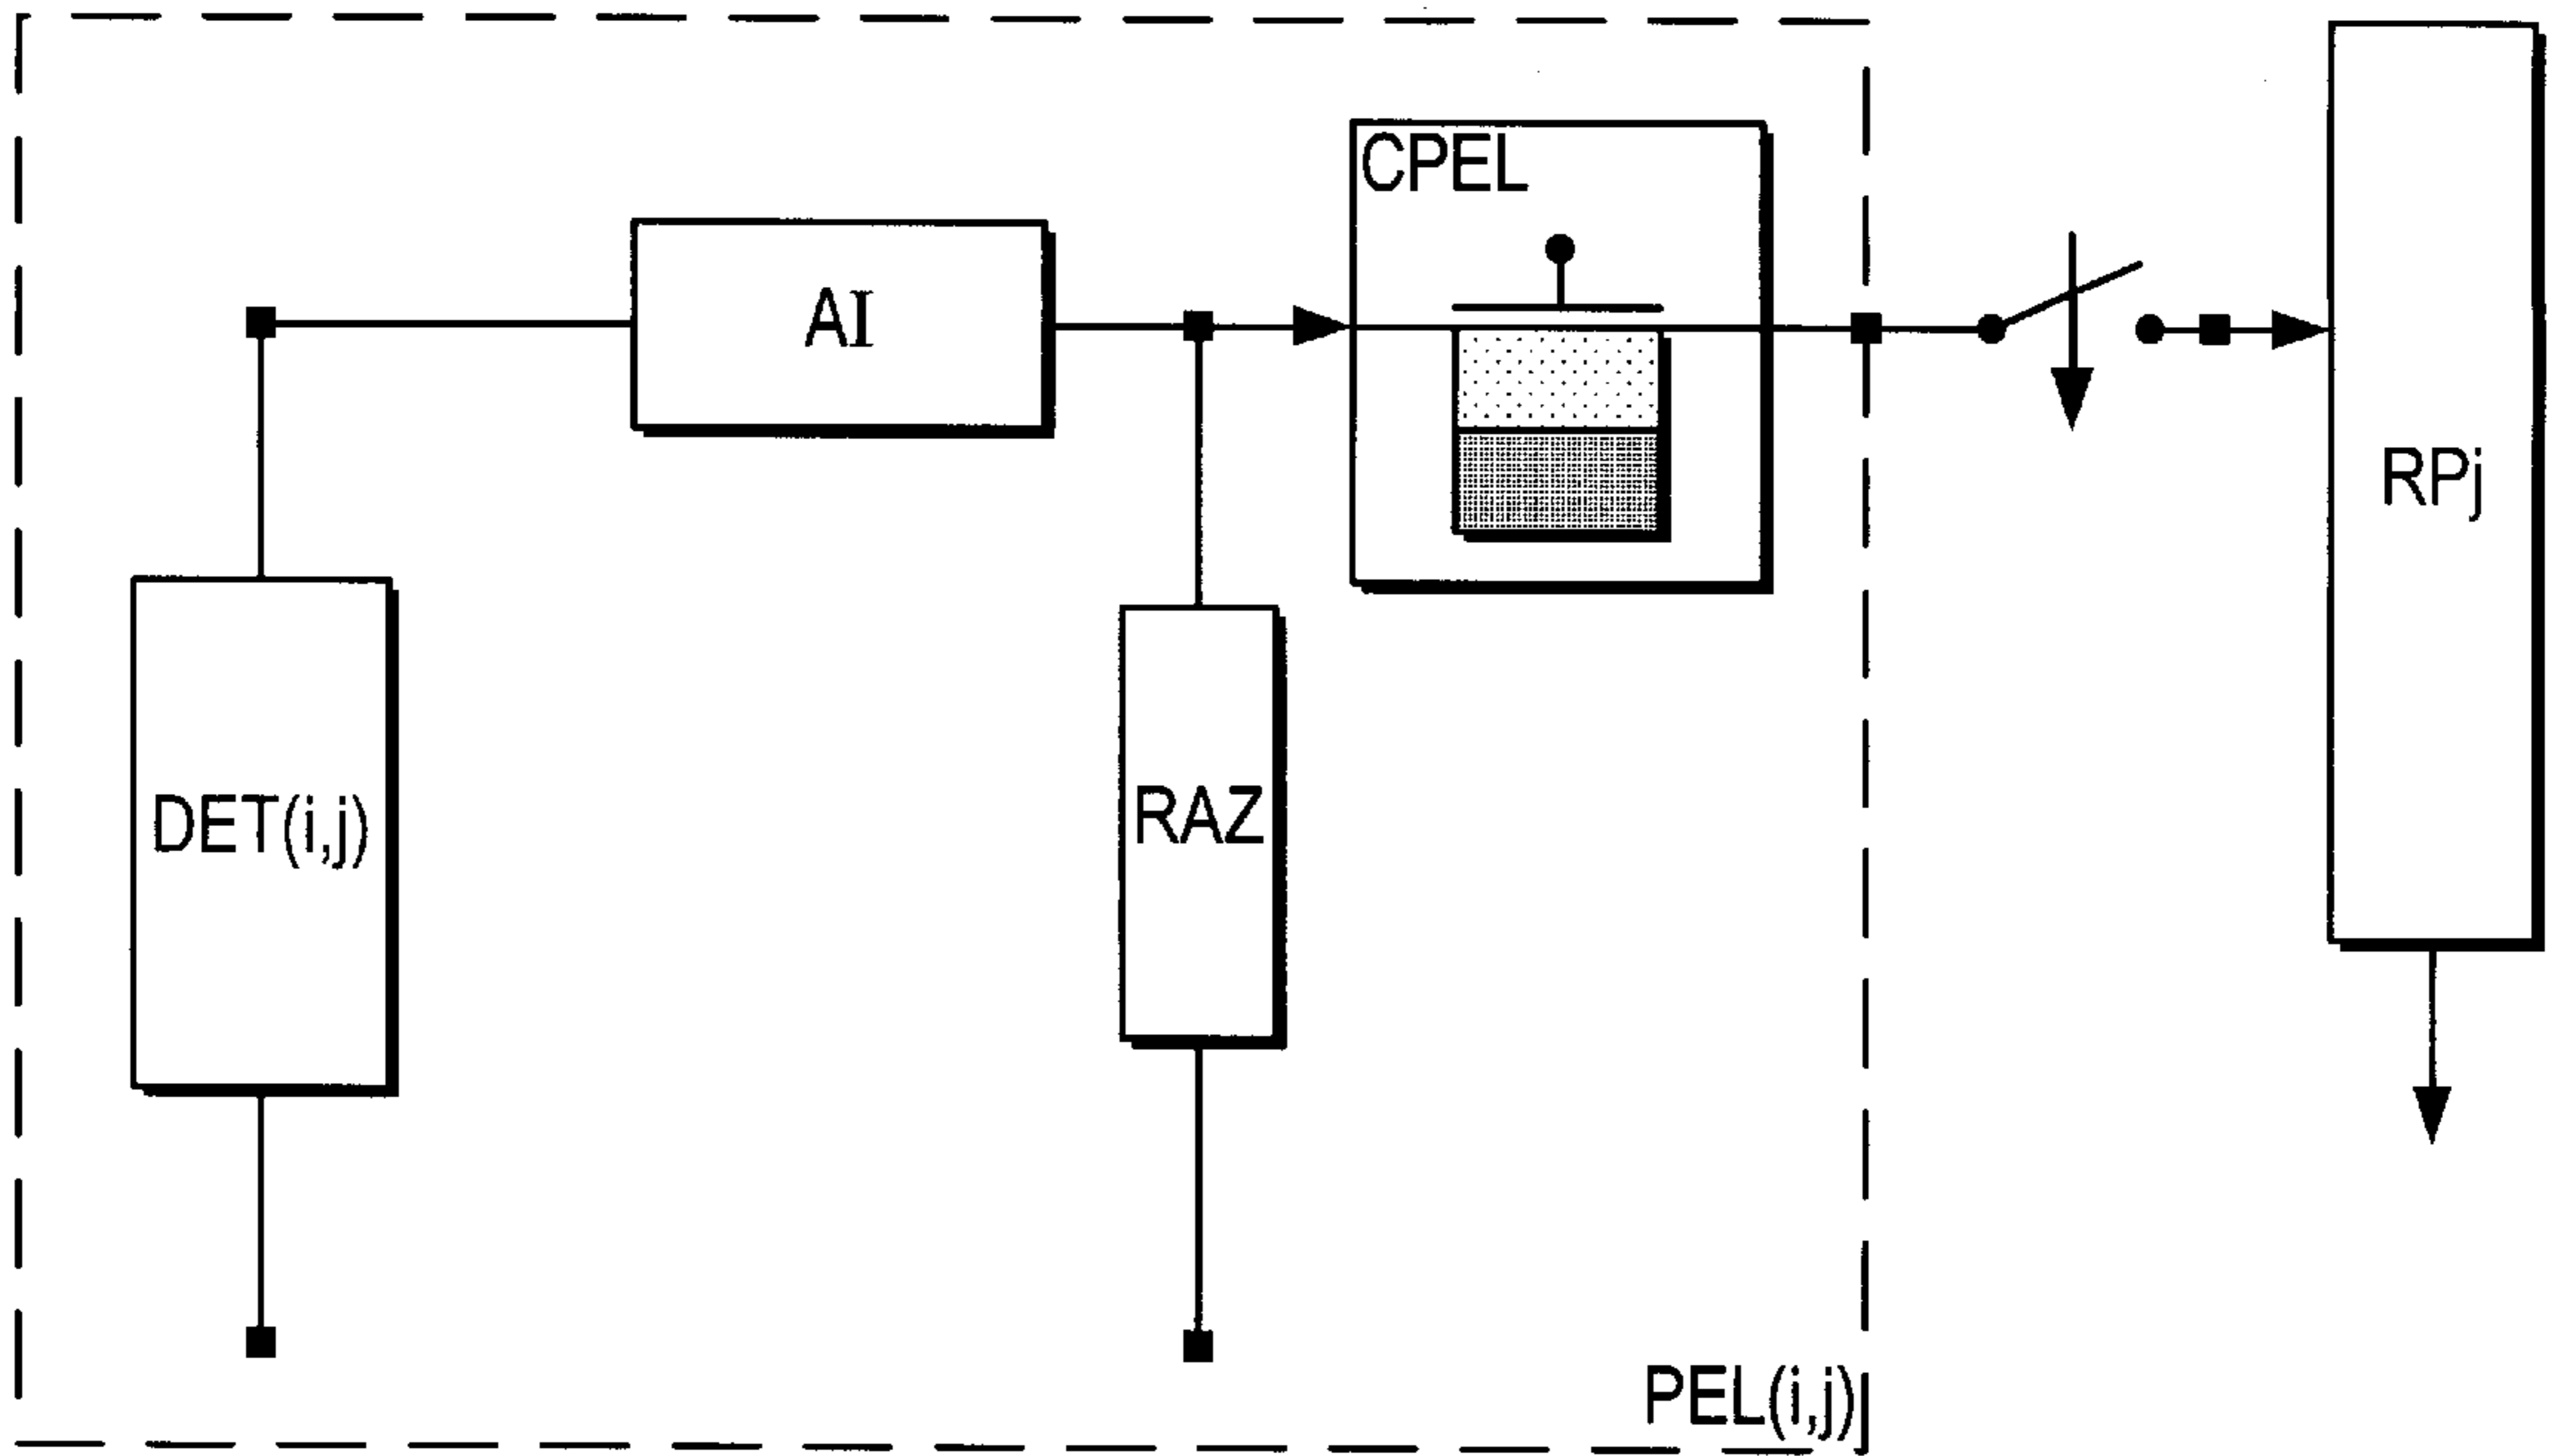 CPEL
AI
RPj
DET(i,j)
RAZ
PEL(i,j)